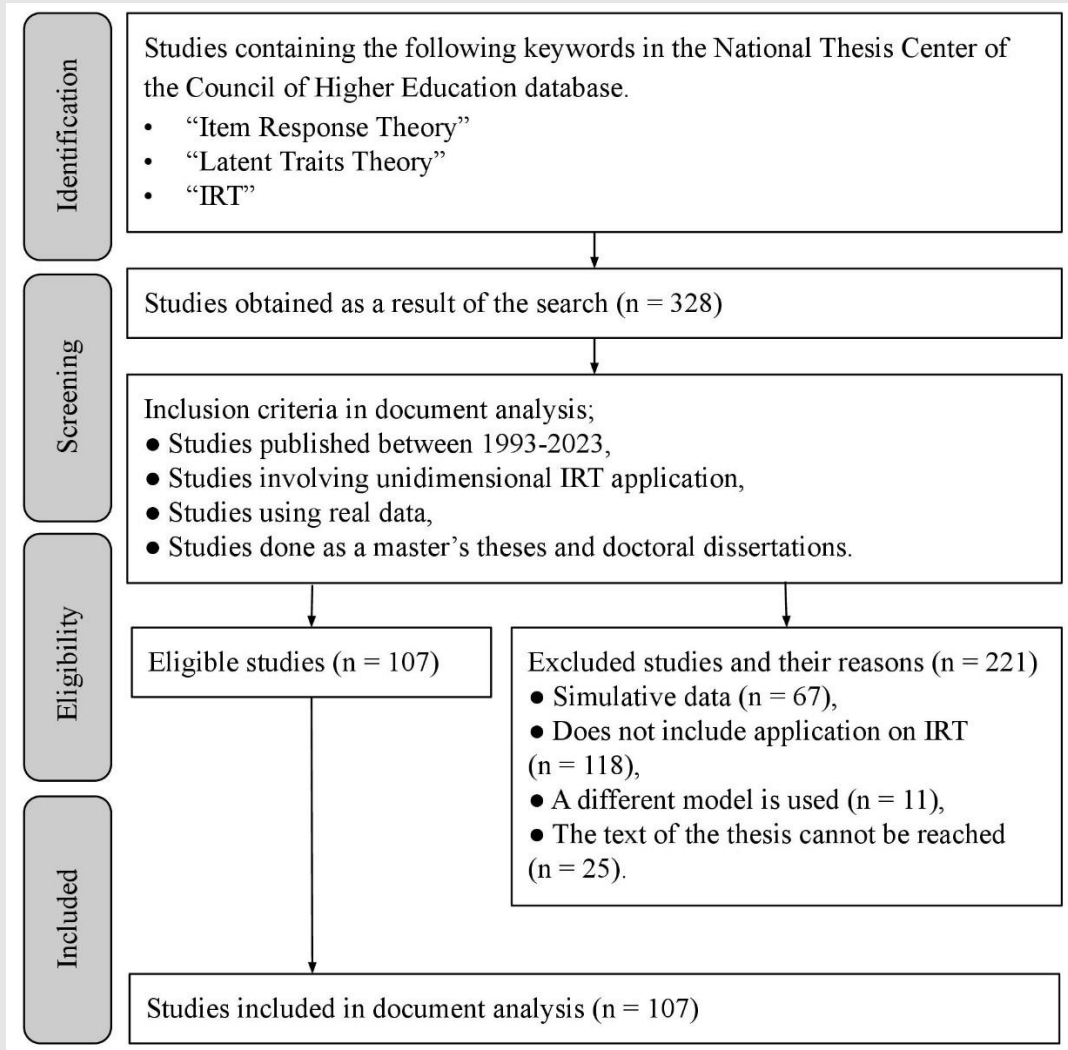 Identification
Studies containing the following keywords in the National Thesis Center of
the Council of Higher Education database.
• “Item Response Theory”
• “Latent Traits Theory”
• “IRT”
Screening
Studies obtained as a result of the search (n = 328)
Inclusion criteria in document analysis;
● Studies published between 1993-2023,
● Studies involving unidimensional IRT application,
● Studies using real data,
● Studies done as a master’s theses and doctoral dissertations.
Eligibility
Eligible studies (n = 107)
Excluded studies and their reasons (n = 221)
● Simulative data (n = 67),
● Does not include application on IRT
(n = 118),
● A different model is used (n = 11),
● The text of the thesis cannot be reached
(n = 25).
Included
Studies included in document analysis (n = 107)